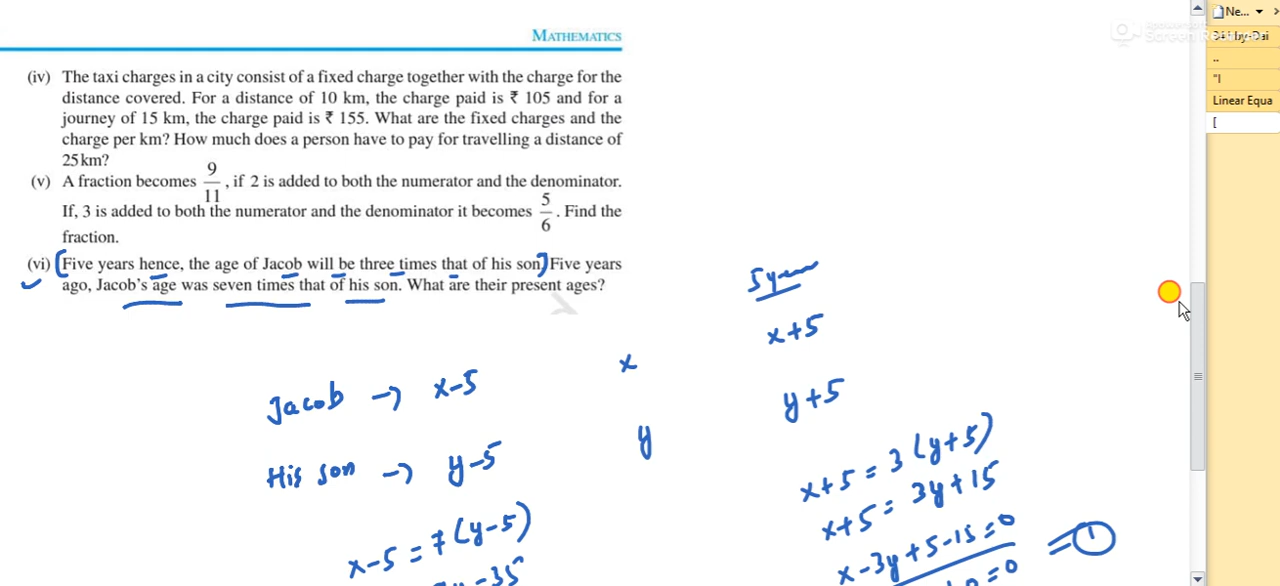 MATHEMATICS
(iv) The taxi charges in a city consist of a fixed charge together with the charge for the
distance covered. For a distance of 10 km, the charge paid is ₹ 105 and for a
journey of 15 km, the charge paid is ₹ 155. What are the fixed charges and the
charge per km? How much does a person have to pay for travelling a distance of
25 km?
(v) A fraction becomes 9/11, if 2 is added to both the numerator and the denominator.
If, 3 is added to both the numerator and the denominator it becomes 5/6. Find the
fraction.
(vi) [Five years hence, the age of Jacob will be three times that of his son.] Five years
ago, Jacob's age was seven times that of his son. What are their present ages?
5 years
x+5
x
Jacob → x-5
y+5
y
His son → y-5
x+5 = 3(y+5)
x+5 = 3y+15
x-5 = 7(y-5)
x-3y+5-15=0
=①
-35
=0
Ne...
..
"l
Linear Equa
[